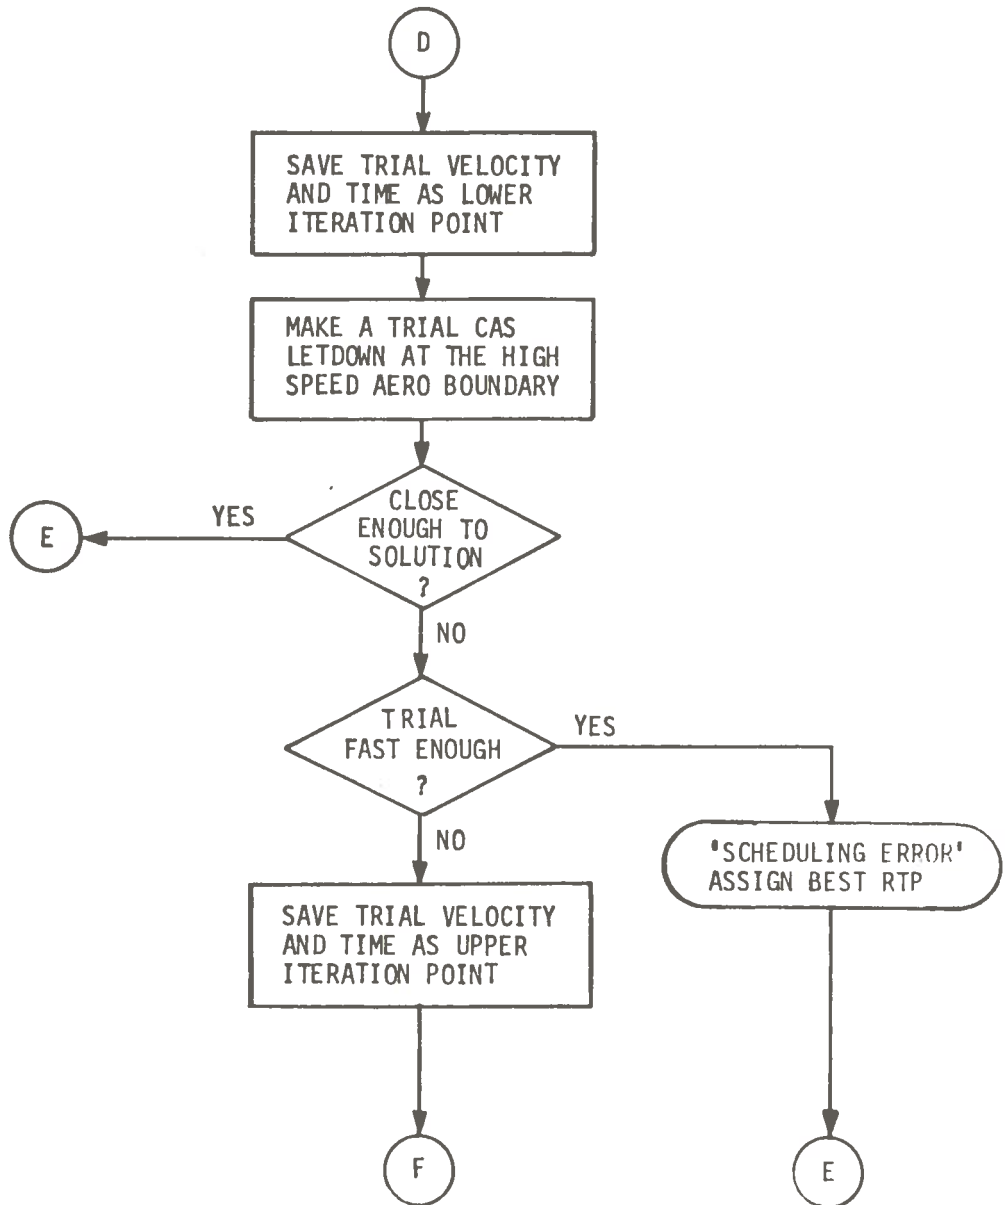 D
SAVE TRIAL VELOCITY
AND TIME AS LOWER
ITERATION POINT
MAKE A TRIAL CAS
LETDOWN AT THE HIGH
SPEED AERO BOUNDARY
CLOSE
ENOUGH TO
SOLUTION
?
YES
E
NO
TRIAL
FAST ENOUGH
?
YES
'SCHEDULING ERROR'
ASSIGN BEST RTP
NO
SAVE TRIAL VELOCITY
AND TIME AS UPPER
ITERATION POINT
F
E